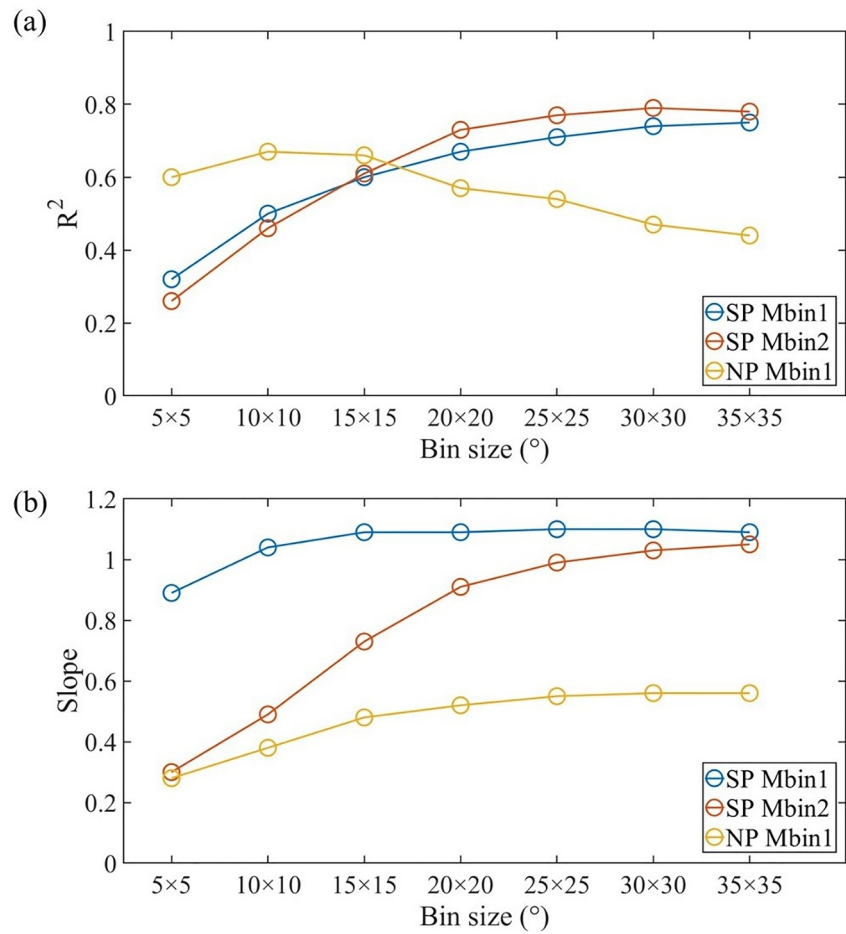 (a)
1
0.8
0.6
0.4
0.2
0
R²
5×5 10×10 15×15 20×20 25×25 30×30 35×35
Bin size (°)
SP Mbin1
SP Mbin2
NP Mbin1
(b)
1.2
1
0.8
0.6
0.4
0.2
0
Slope
5×5 10×10 15×15 20×20 25×25 30×30 35×35
Bin size (°)
SP Mbin1
SP Mbin2
NP Mbin1